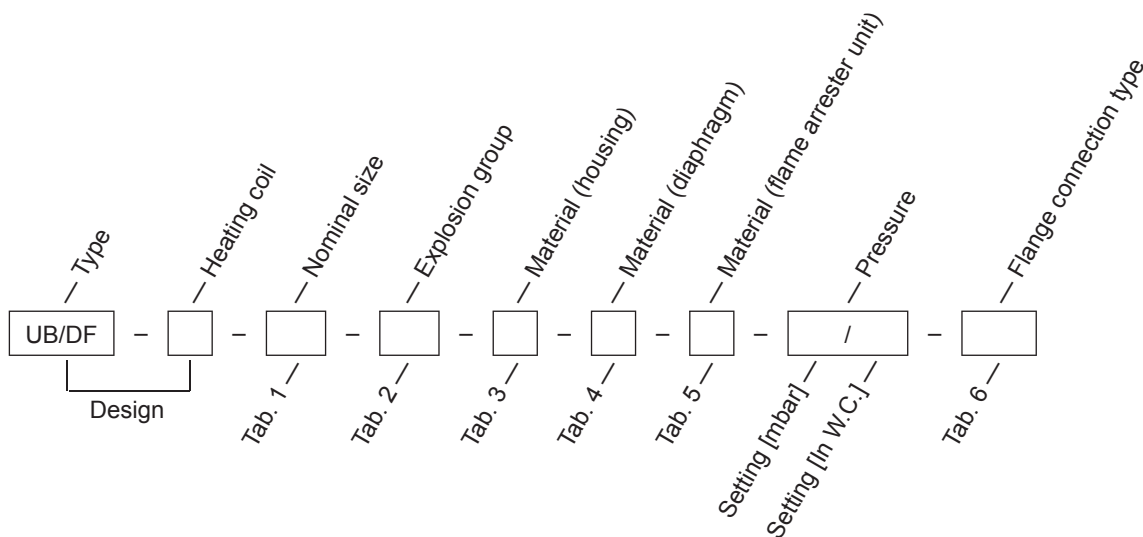 Type
Heating coil
Nominal size
Explosion group
Material (housing)
Material (diaphragm)
Material (flame arrester unit)
Pressure
Flange connection type
UB/DF – – – – – – – / –
Design
Tab. 1
Tab. 2
Tab. 3
Tab. 4
Tab. 5
Setting [mbar]
Setting [In W.C.]
Tab. 6